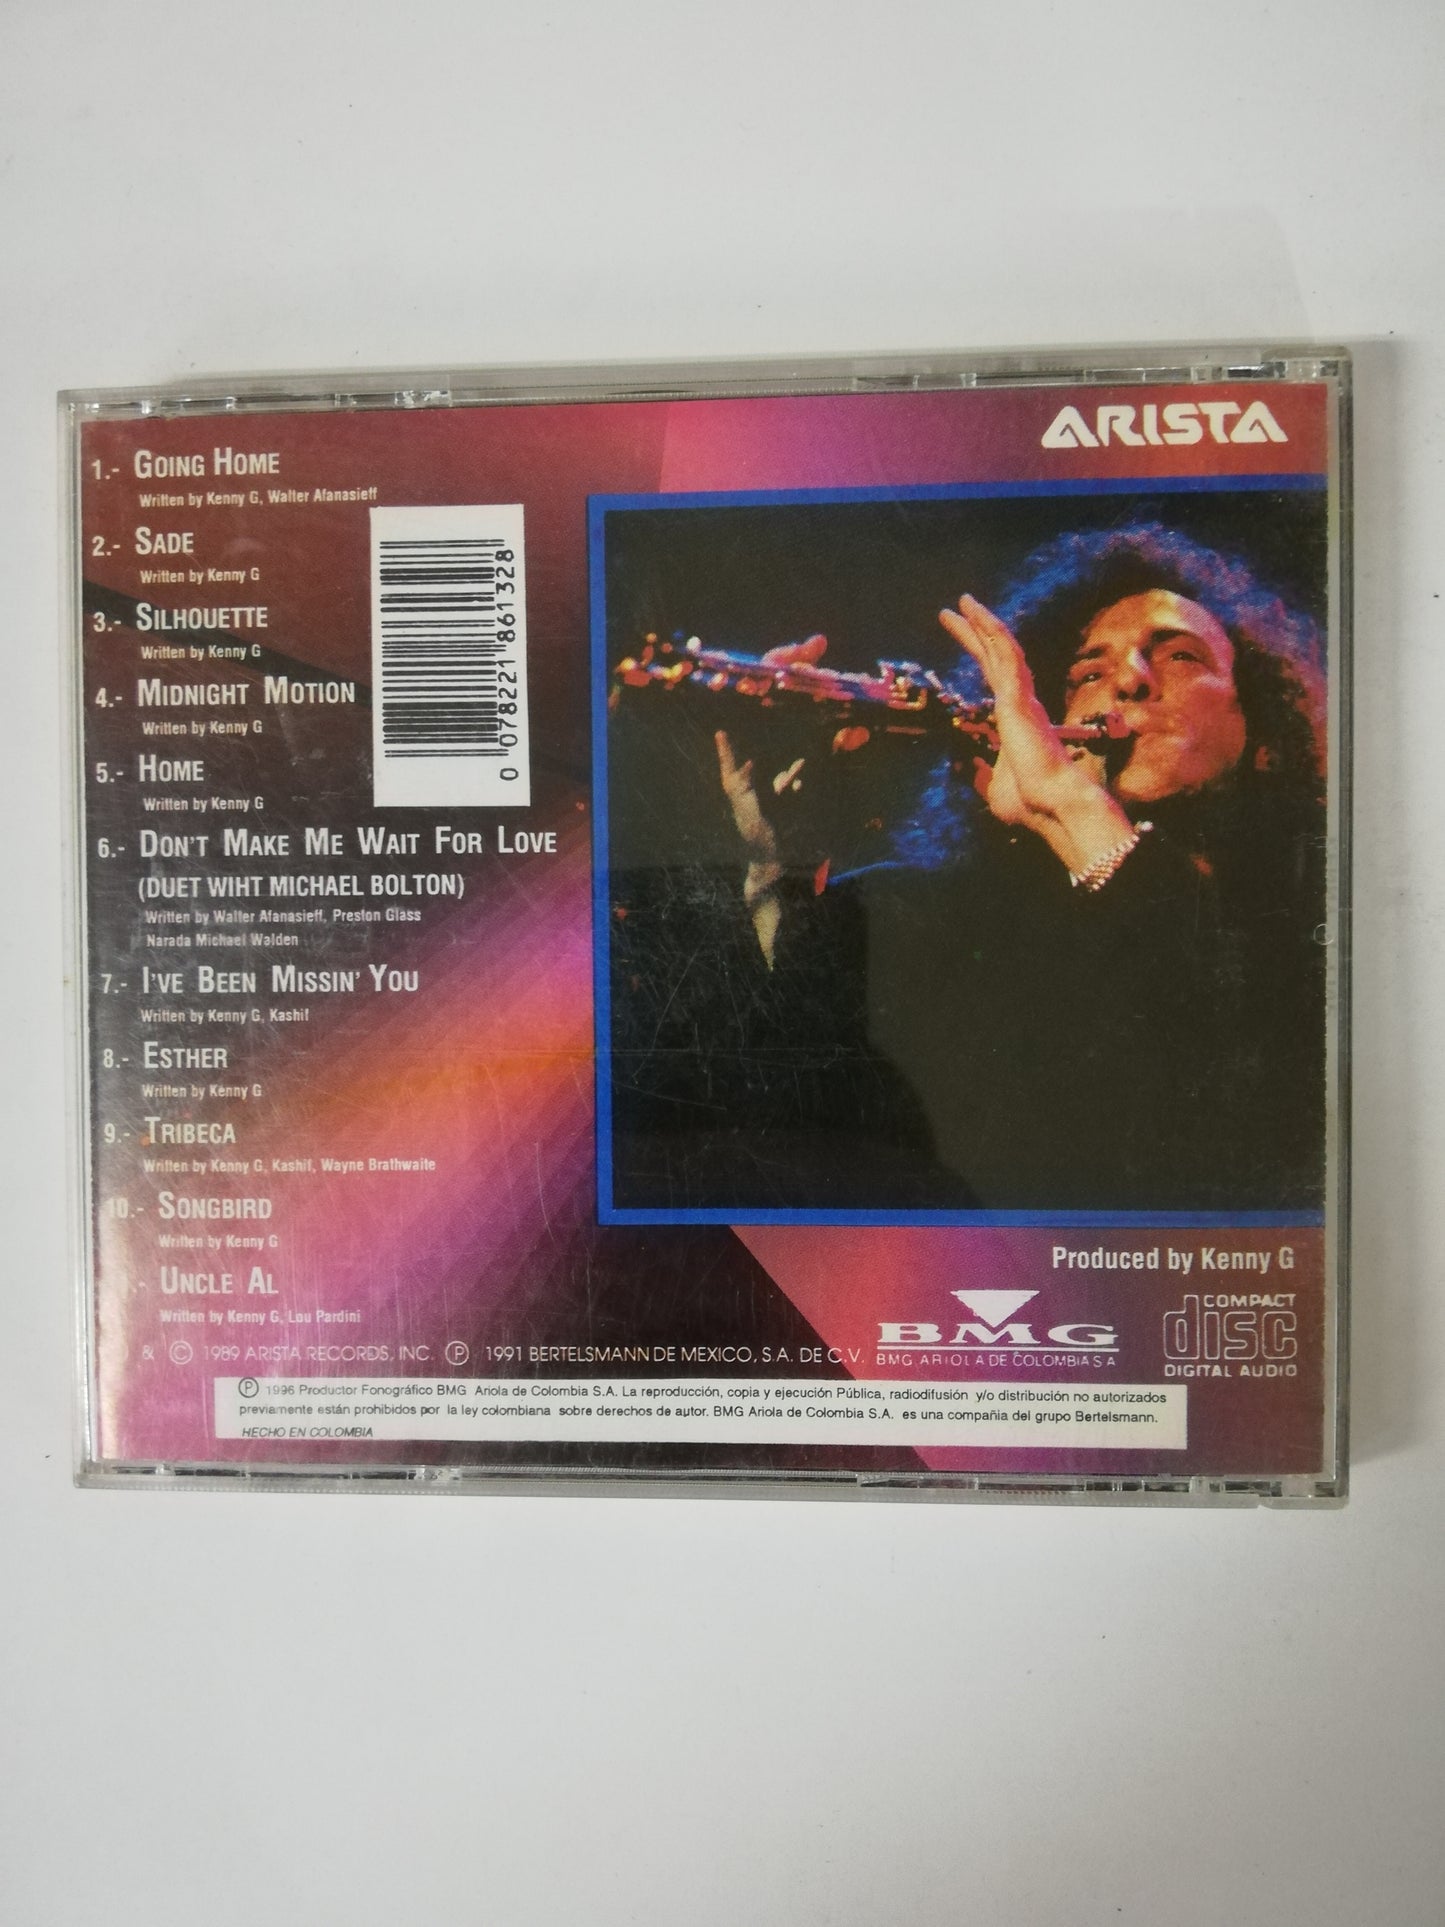 ARISTA
1.- GOING HOME
Written by Kenny G, Walter Afanasieff
2.- SADE
Written by Kenny G
3.- SILHOUETTE
Written by Kenny G
4.- MIDNIGHT MOTION
Written by Kenny G
5.- HOME
Written by Kenny G
6.- DON'T MAKE ME WAIT FOR LOVE
(DUET WIHT MICHAEL BOLTON)
Written by Walter Afanasieff, Preston Glass
Narada Michael Walden
7.- I'VE BEEN MISSIN' YOU
Written by Kenny G, Kashif
8.- ESTHER
Written by Kenny G
9.- TRIBECA
Written by Kenny G, Kashif, Wayne Brathwaite
10.- SONGBIRD
Written by Kenny G
.- UNCLE AL
Written by Kenny G, Lou Pardini
0 078221 861328
Produced by Kenny G
BMG
BMG ARIOLA DE COLOMBIA S A
COMPACT
disc
DIGITAL AUDIO
& © 1989 ARISTA RECORDS, INC. ℗ 1991 BERTELSMANN DE MEXICO, S.A. DE C.V.
℗ 1996 Productor Fonográfico BMG Ariola de Colombia S.A. La reproducción, copia y ejecución Pública, radiodifusión y/o distribución no autorizados
previamente están prohibidos por la ley colombiana sobre derechos de autor. BMG Ariola de Colombia S.A. es una compañia del grupo Bertelsmann.
HECHO EN COLOMBIA